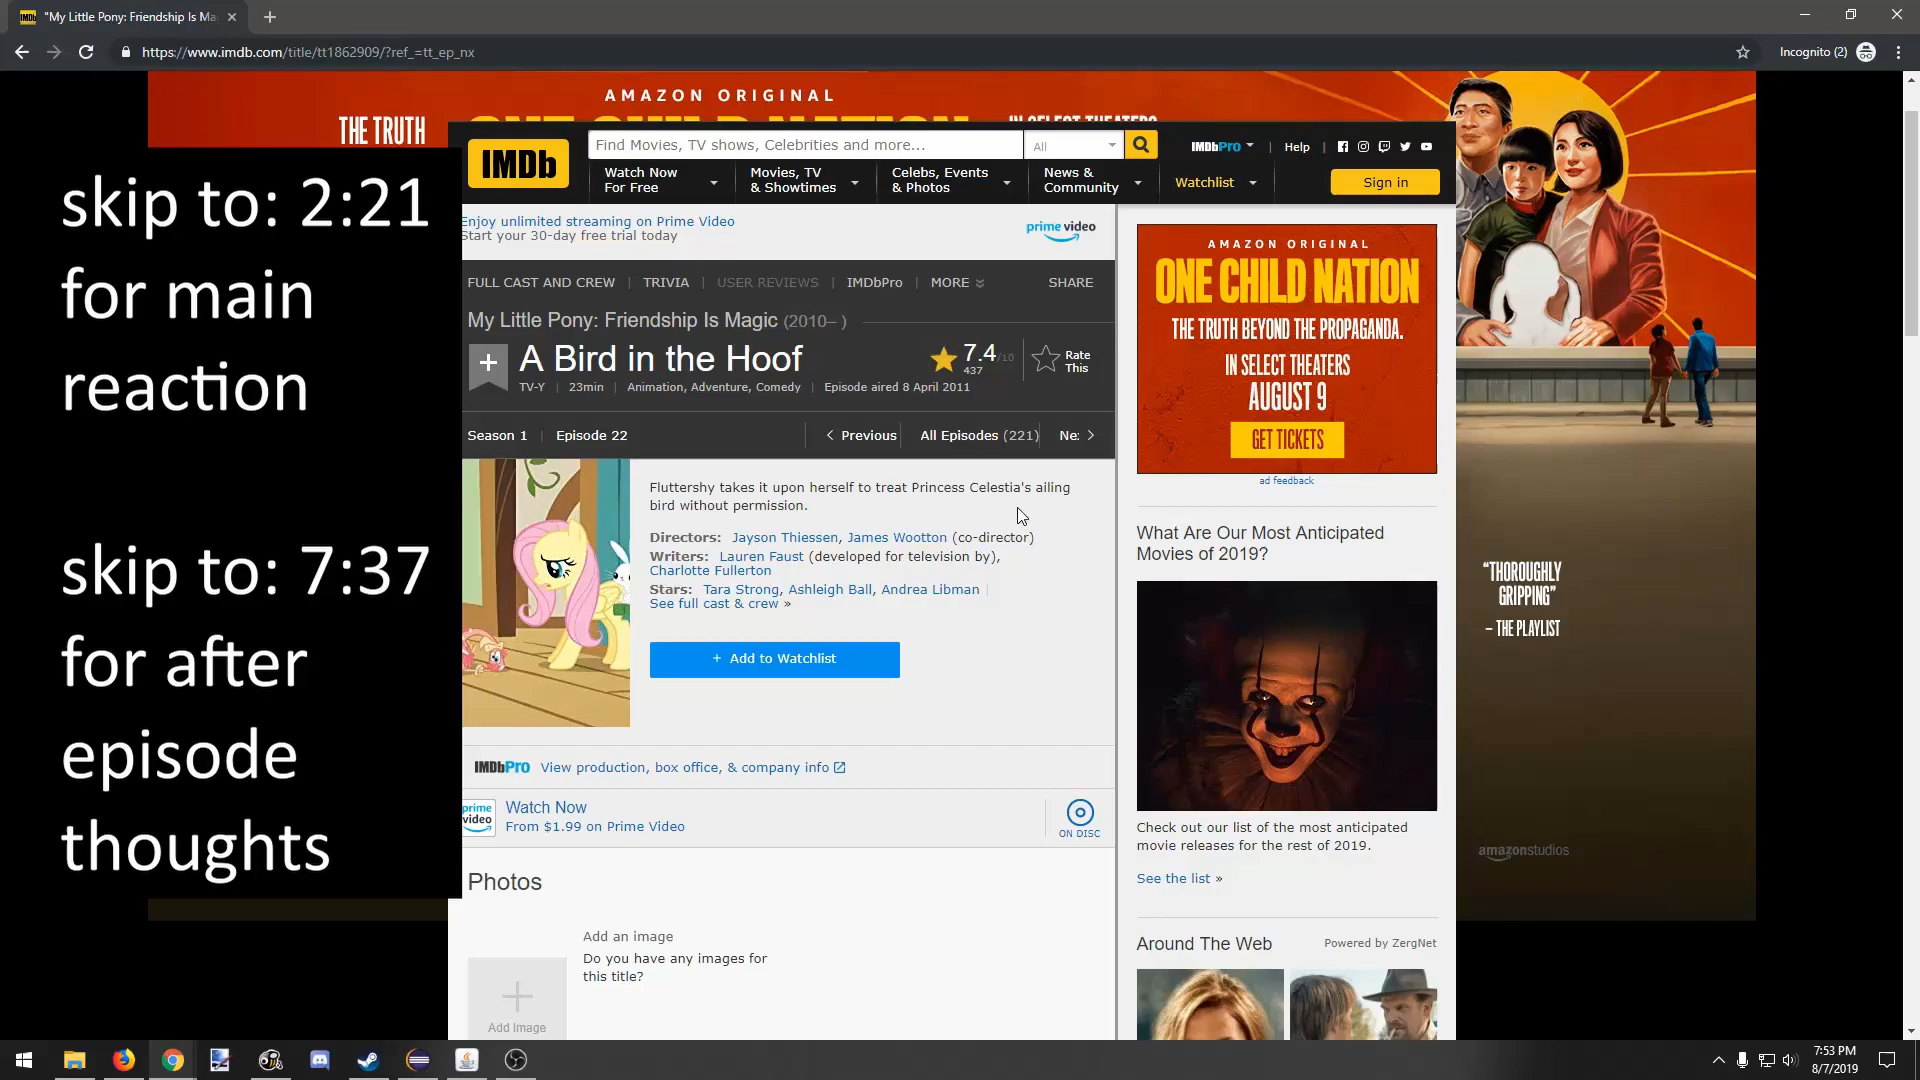 "My Little Pony: Friendship Is Ma
https://www.imdb.com/title/tt1862909/?ref_=tt_ep_nx
Incognito (2)
AMAZON ORIGINAL
THE TRUTH
ONE CHILD NATION
IN SELECT THEATERS
skip to: 2:21
for main
reaction
skip to: 7:37
for after
episode
thoughts
IMDb
Find Movies, TV shows, Celebrities and more...
All
IMDbPro
Help
Watch Now
For Free
Movies, TV
& Showtimes
Celebs, Events
& Photos
News &
Community
Watchlist
Sign in
Enjoy unlimited streaming on Prime Video
Start your 30-day free trial today
prime video
FULL CAST AND CREW | TRIVIA | USER REVIEWS | IMDbPro | MORE
SHARE
My Little Pony: Friendship Is Magic (2010– )
+ A Bird in the Hoof
7.4/10
437
Rate
This
TV-Y | 23min | Animation, Adventure, Comedy | Episode aired 8 April 2011
Season 1 | Episode 22
Previous
All Episodes (221)
Ne
Fluttershy takes it upon herself to treat Princess Celestia's ailing
bird without permission.
Directors: Jayson Thiessen, James Wootton (co-director)
Writers: Lauren Faust (developed for television by),
Charlotte Fullerton
Stars: Tara Strong, Ashleigh Ball, Andrea Libman |
See full cast & crew »
+ Add to Watchlist
IMDbPro View production, box office, & company info
prime
video
Watch Now
From $1.99 on Prime Video
ON DISC
Photos
Add an image
Do you have any images for
this title?
Add Image
AMAZON ORIGINAL
ONE CHILD NATION
THE TRUTH BEYOND THE PROPAGANDA.
IN SELECT THEATERS
AUGUST 9
GET TICKETS
ad feedback
What Are Our Most Anticipated
Movies of 2019?
Check out our list of the most anticipated
movie releases for the rest of 2019.
See the list »
Around The Web
Powered by ZergNet
"THOROUGHLY
GRIPPING"
– THE PLAYLIST
amazonstudios
7:53 PM
8/7/2019